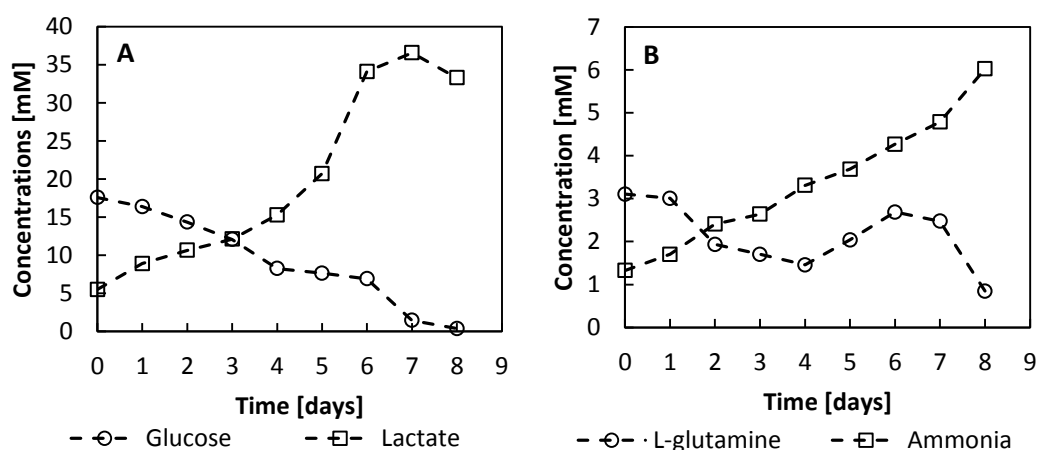 A
Concentrations [mM]
40
35
30
25
20
15
10
5
0
0 1 2 3 4 5 6 7 8 9
Time [days]
Glucose Lactate
B
Concentration [mM]
7
6
5
4
3
2
1
0
0 1 2 3 4 5 6 7 8 9
Time [days]
L-glutamine Ammonia